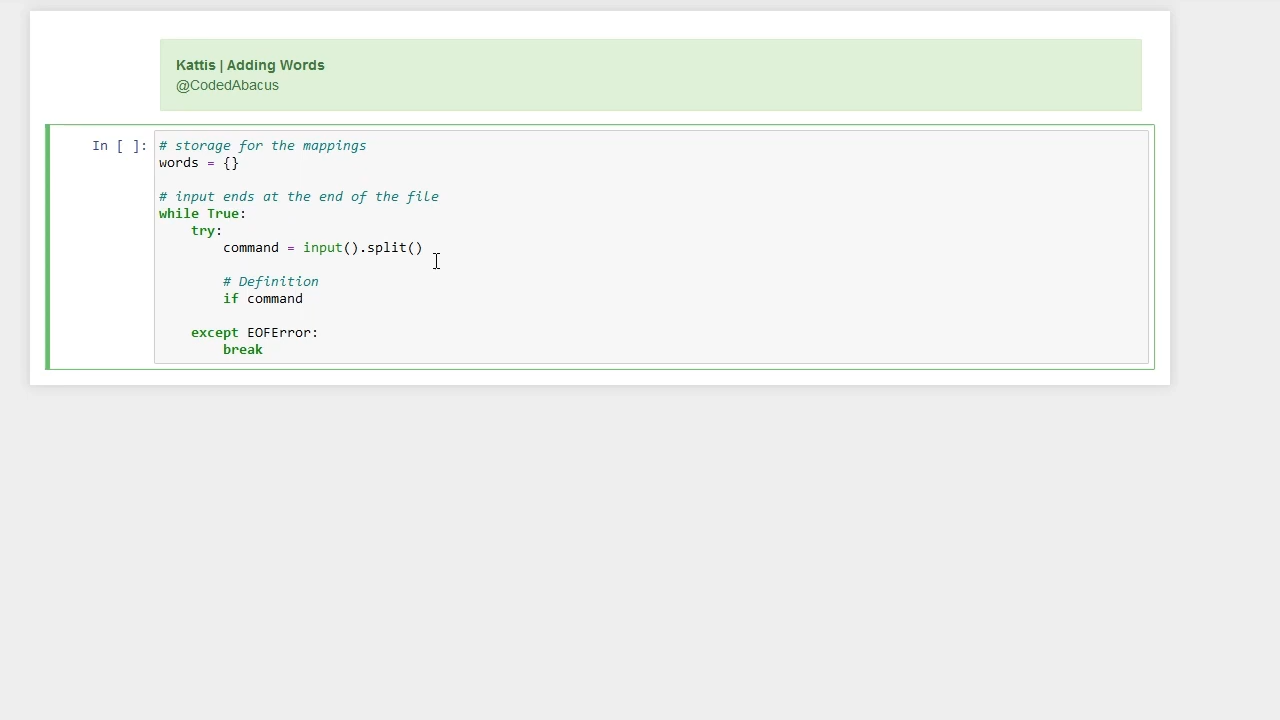 Kattis | Adding Words
@CodedAbacus
In [ ]:
# storage for the mappings
words = {}
# input ends at the end of the file
while True:
    try:
        command = input().split()
        # Definition
        if command
    except EOFError:
        break